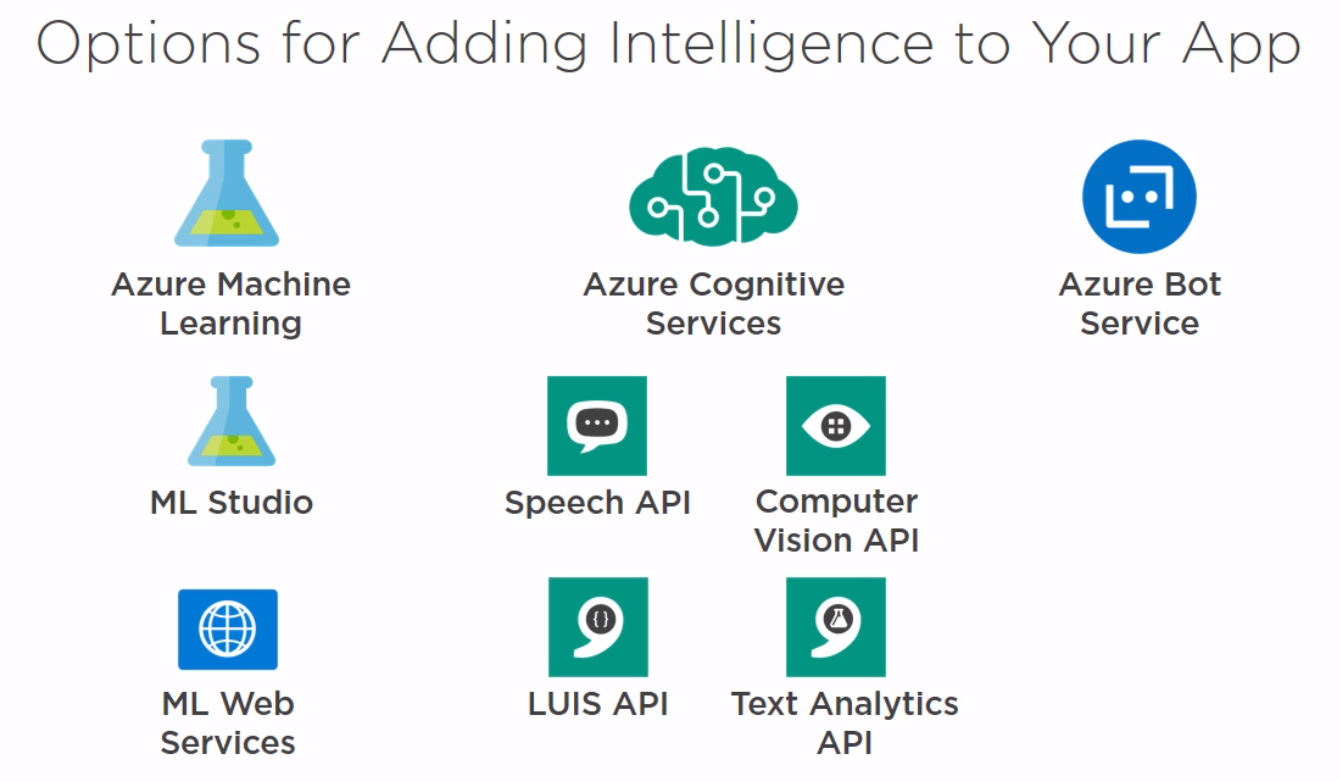 Options for Adding Intelligence to Your App
Azure Machine
Learning
Azure Cognitive
Services
Azure Bot
Service
ML Studio
Speech API
Computer
Vision API
ML Web
Services
LUIS API
Text Analytics
API